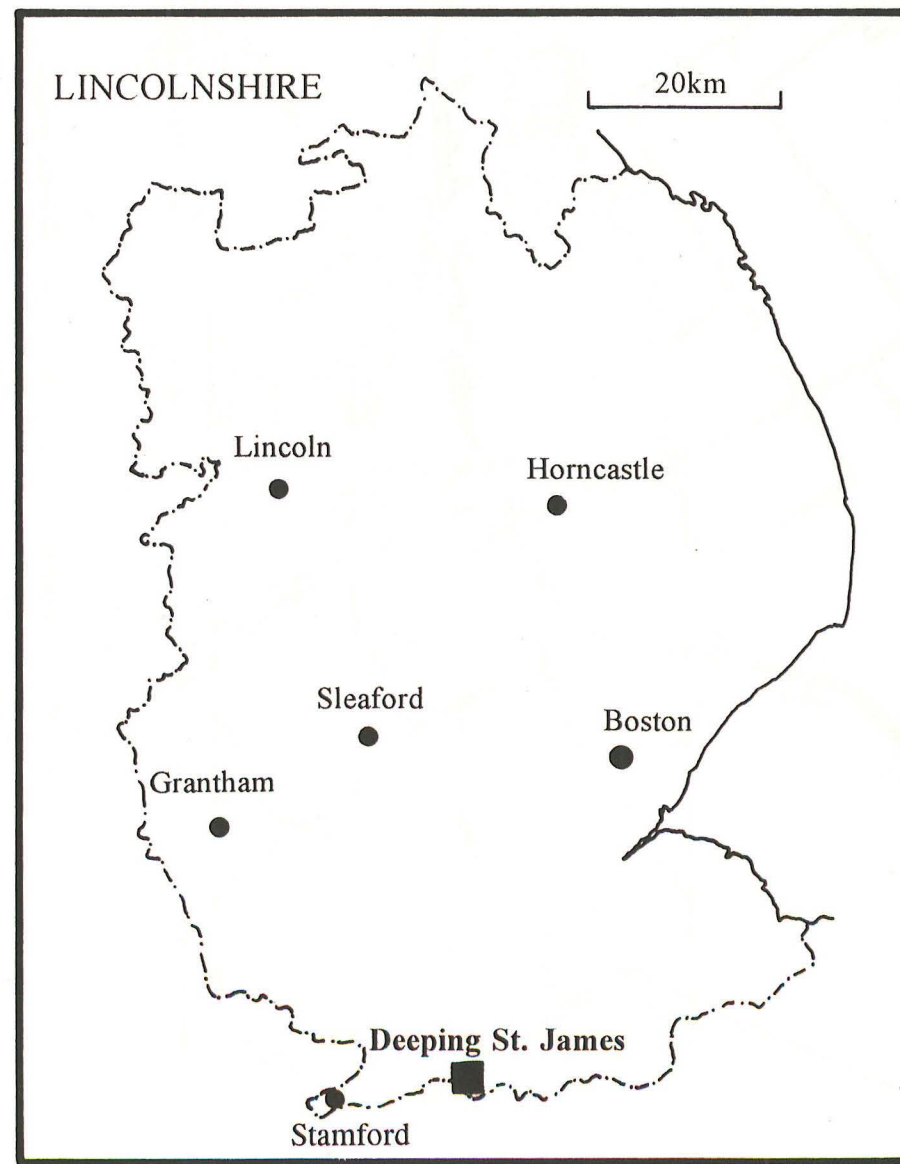 LINCOLNSHIRE
20km
Lincoln
Horncastle
Sleaford
Boston
Grantham
Deeping St. James
Stamford